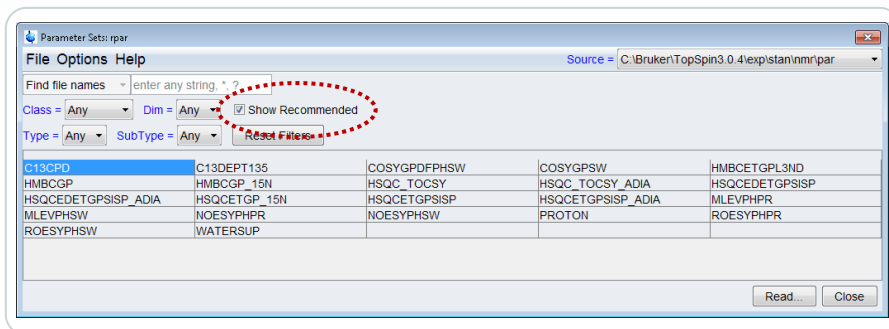 Parameter Sets: rpar
File Options Help Source = C:\Bruker\TopSpin3.0.4\exp\stan\nmr\par
Find file names enter any string, *, ?
Class = Any Dim = Any Show Recommended
Type = Any SubType = Any Reset Filters
C13CPD C13DEPT135 COSYGPDFPHSW COSYGPSW HMBCETGPL3ND
HMBCGP HMBCGP_15N HSQC_TOCSY HSQC_TOCSY_ADIA HSQCEDETGPSISP
HSQCEDETGPSISP_ADIA HSQCETGP_15N HSQCETGPSISP HSQCETGPSISP_ADIA MLEVPHPR
MLEVPHSW NOESYPHPR NOESYPHSW PROTON ROESYPHPR
ROESYPHSW WATERSUP
Read... Close